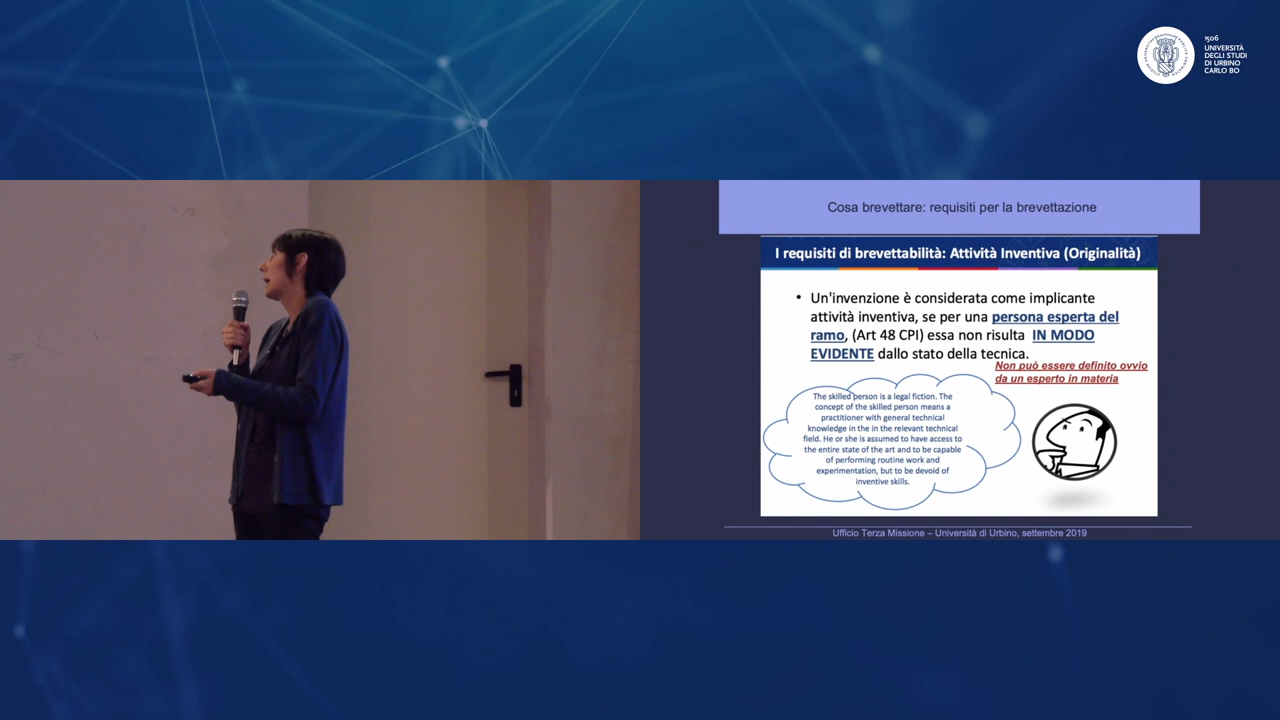 1506
UNIVERSITÀ
DEGLI STUDI
DI URBINO
CARLO BO
Cosa brevettare: requisiti per la brevettazione
I requisiti di brevettabilità: Attività Inventiva (Originalità)
• Un'invenzione è considerata come implicante
attività inventiva, se per una persona esperta del
ramo, (Art 48 CPI) essa non risulta IN MODO
EVIDENTE dallo stato della tecnica.
Non può essere definito ovvio
da un esperto in materia
The skilled person is a legal fiction. The
concept of the skilled person means a
practitioner with general technical
knowledge in the in the relevant technical
field. He or she is assumed to have access to
the entire state of the art and to be capable
of performing routine work and
experimentation, but to be devoid of
inventive skills.
Ufficio Terza Missione – Università di Urbino, settembre 2019